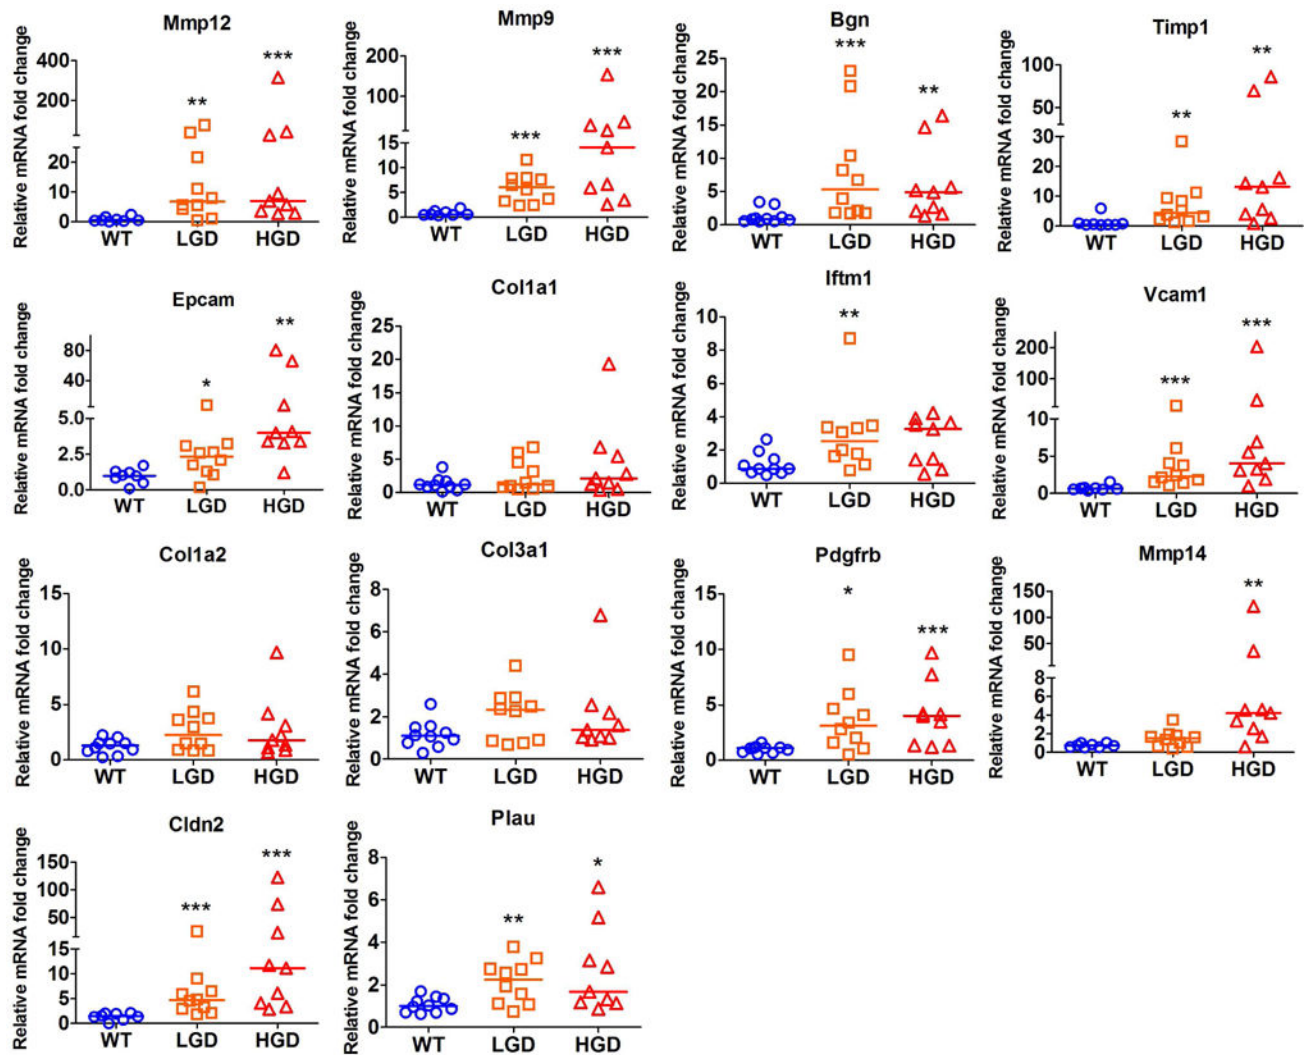 Mmp12
Relative mRNA fold change
400
200
20
10
0
**
***
WT LGD HGD
Mmp9
Relative mRNA fold change
200
100
15
10
5
0
***
***
WT LGD HGD
Bgn
Relative mRNA fold change
25
20
15
10
5
0
***
**
WT LGD HGD
Timp1
Relative mRNA fold change
100
50
30
20
10
0
**
**
WT LGD HGD
Epcam
Relative mRNA fold change
80
40
5.0
2.5
0.0
*
**
WT LGD HGD
Col1a1
Relative mRNA fold change
25
20
15
10
5
0
WT LGD HGD
Iftm1
Relative mRNA fold change
10
8
6
4
2
0
**
WT LGD HGD
Vcam1
Relative mRNA fold change
200
100
10
5
0
***
***
WT LGD HGD
Col1a2
Relative mRNA fold change
15
10
5
0
WT LGD HGD
Col3a1
Relative mRNA fold change
8
6
4
2
0
WT LGD HGD
Pdgfrb
Relative mRNA fold change
15
10
5
0
*
***
WT LGD HGD
Mmp14
Relative mRNA fold change
150
100
50
8
6
4
2
0
**
WT LGD HGD
Cldn2
Relative mRNA fold change
150
100
50
15
10
5
0
***
***
WT LGD HGD
Plau
Relative mRNA fold change
8
6
4
2
0
**
*
WT LGD HGD